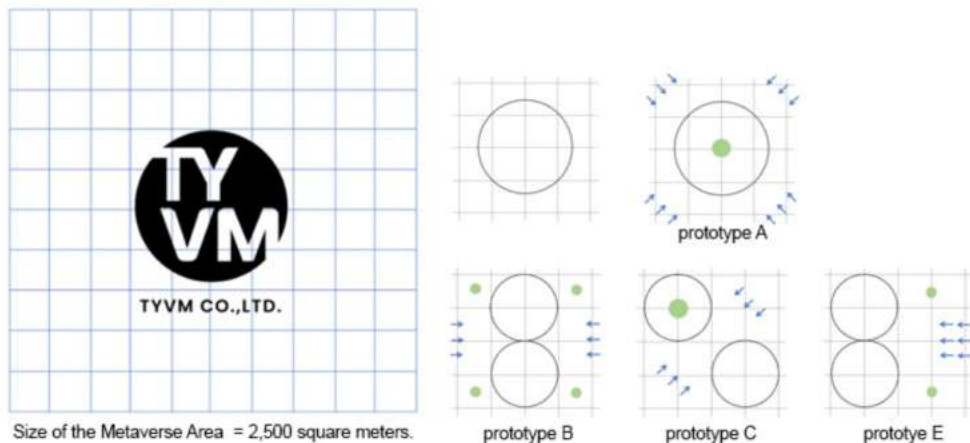 TY
VM
TYVM CO.,LTD.
Size of the Metaverse Area = 2,500 square meters.
prototype A
prototype B
prototype C
prototye E